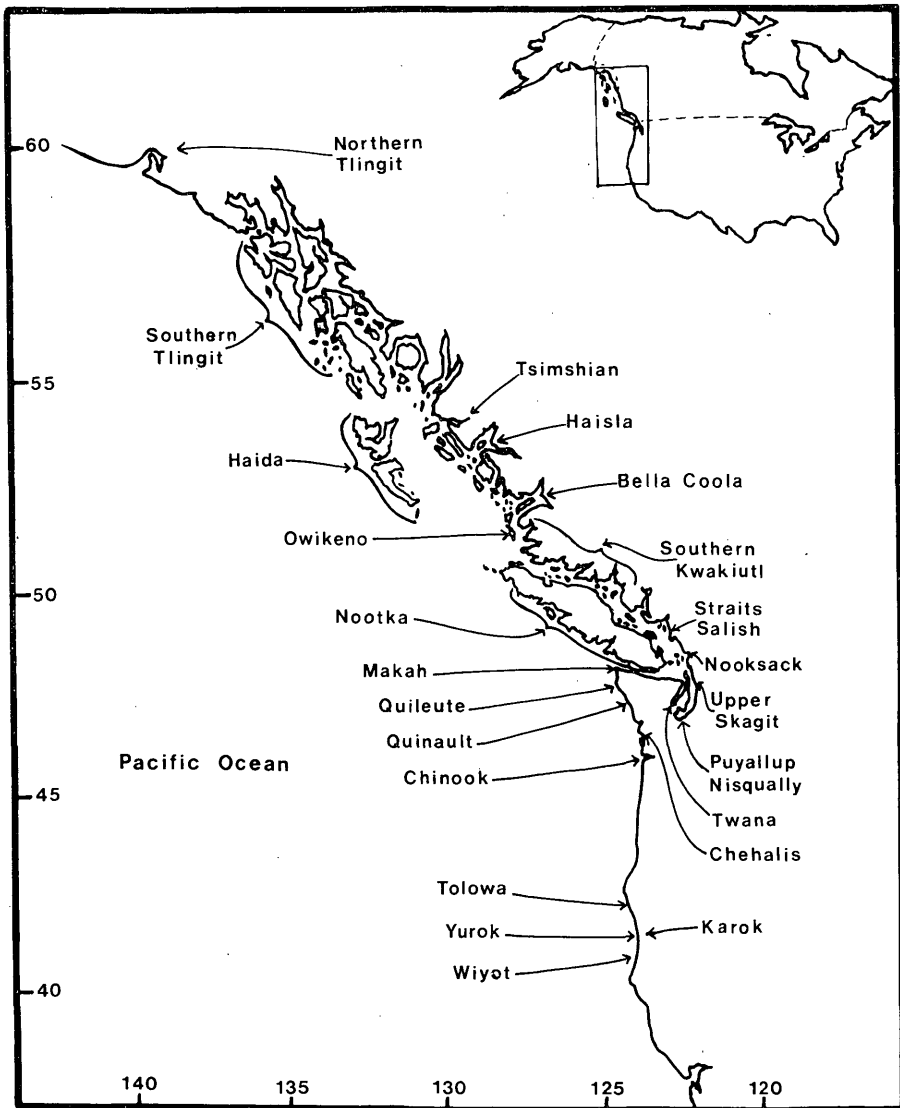 60
Northern
Tlingit
Southern
Tlingit
55
Tsimshian
Haisla
Haida
Bella Coola
Owikeno
Southern
Kwakiutl
50
Nootka
Straits
Salish
Makah
Nooksack
Quileute
Upper
Skagit
Quinault
Pacific Ocean
Chinook
Puyallup
Nisqually
45
Twana
Chehalis
Tolowa
Yurok
Karok
Wiyot
40
140
135
130
125
120